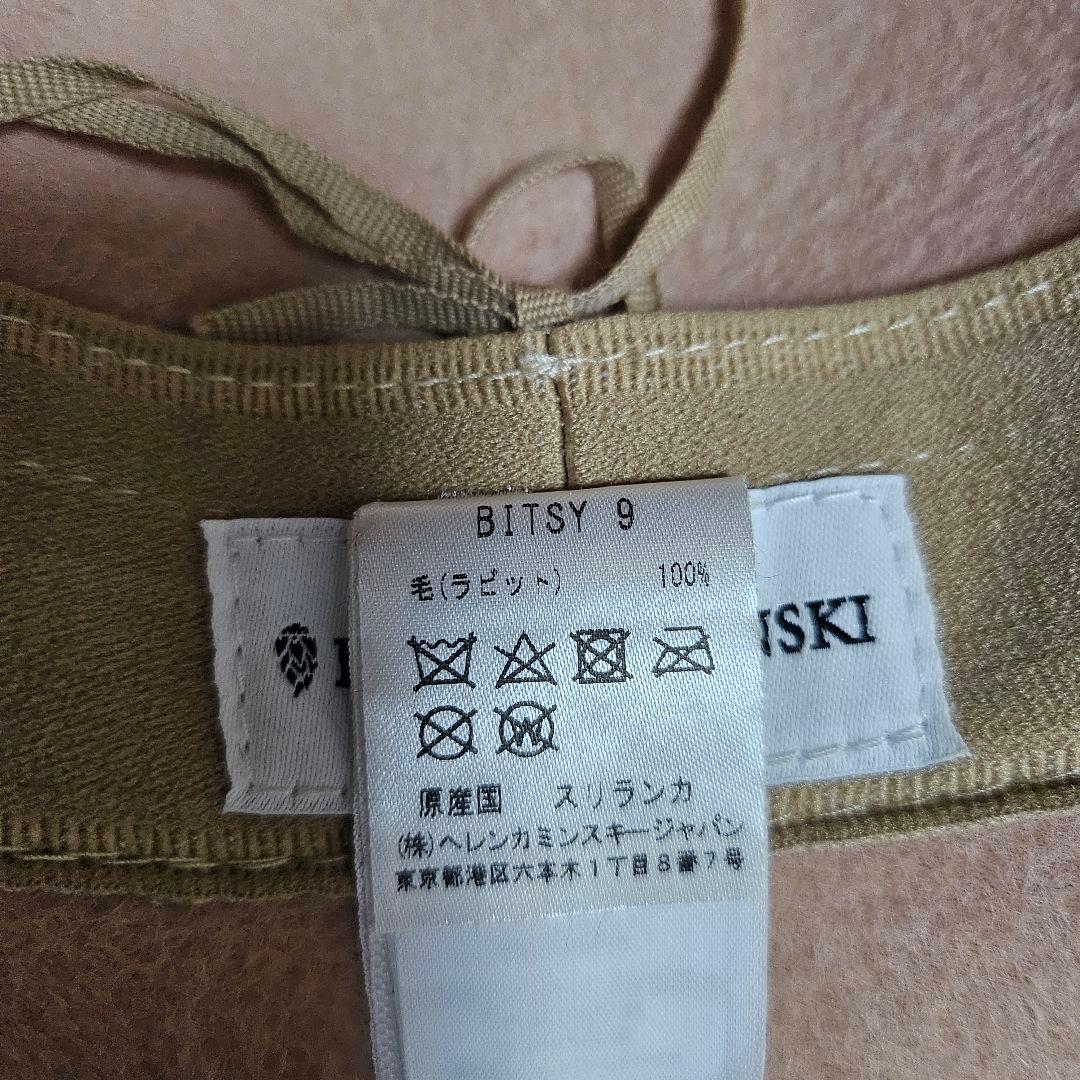 BITSY 9
毛(ラビット) 100%
NSKI
原産国 スリランカ
(株)ヘレンカミンスキージャパン
東京都港区六本木1丁目8番7号